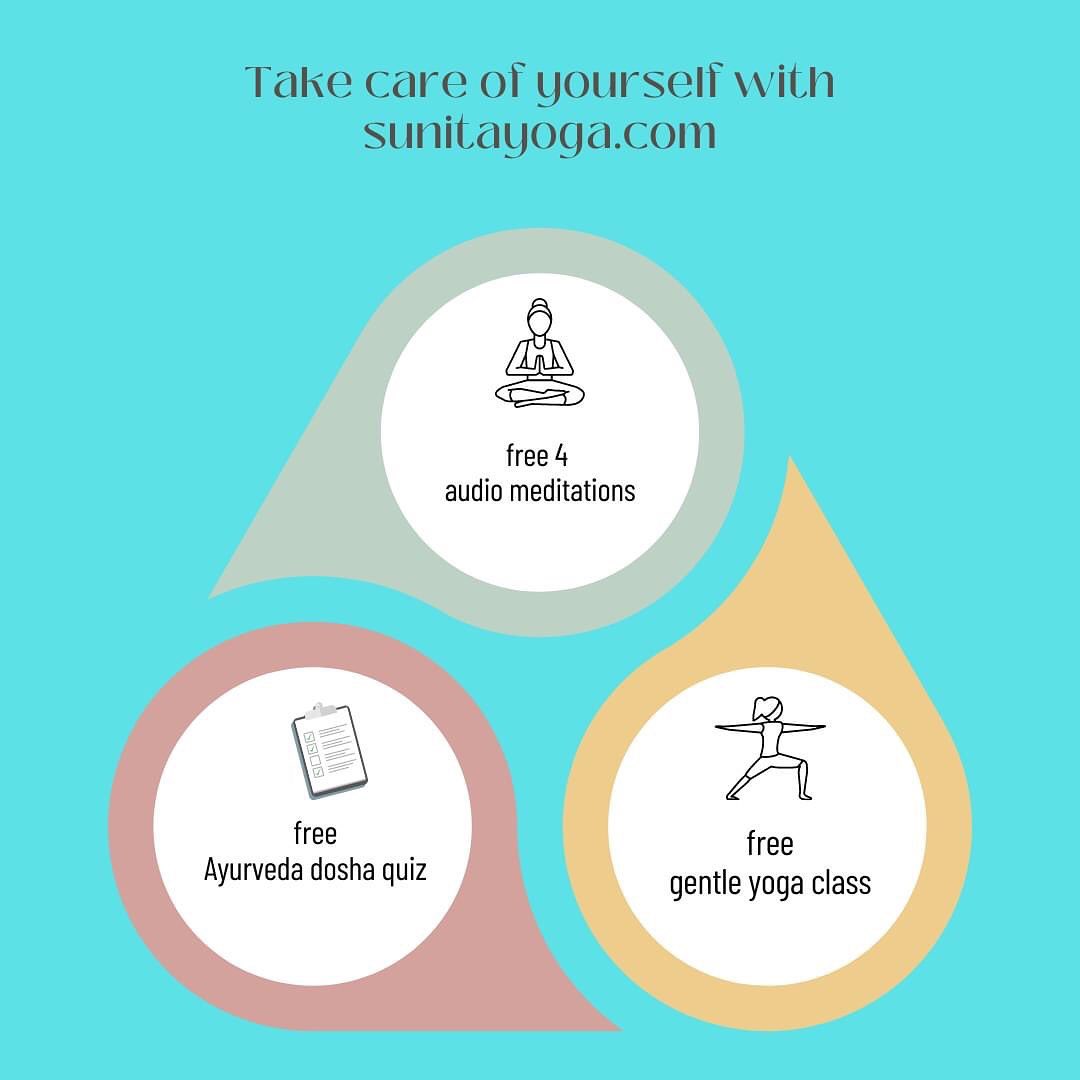 Take care of yourself with
sunitayoga.com
free 4
audio meditations
free
Ayurveda dosha quiz
free
gentle yoga class